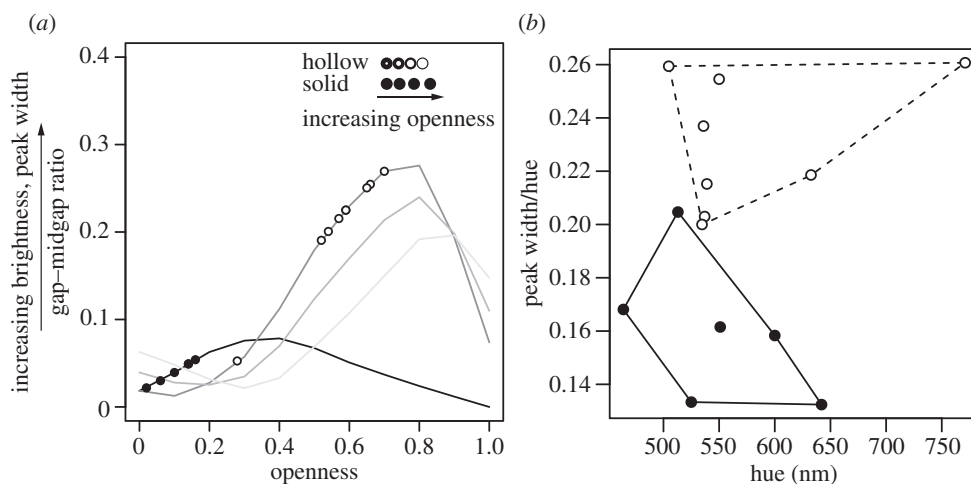 (a)
increasing brightness, peak width
gap–midgap ratio
0.4
0.3
0.2
0.1
0
hollow
solid
increasing openness
0 0.2 0.4 0.6 0.8 1.0
openness
(b)
peak width/hue
0.26
0.24
0.22
0.20
0.18
0.16
0.14
500 550 600 650 700 750
hue (nm)